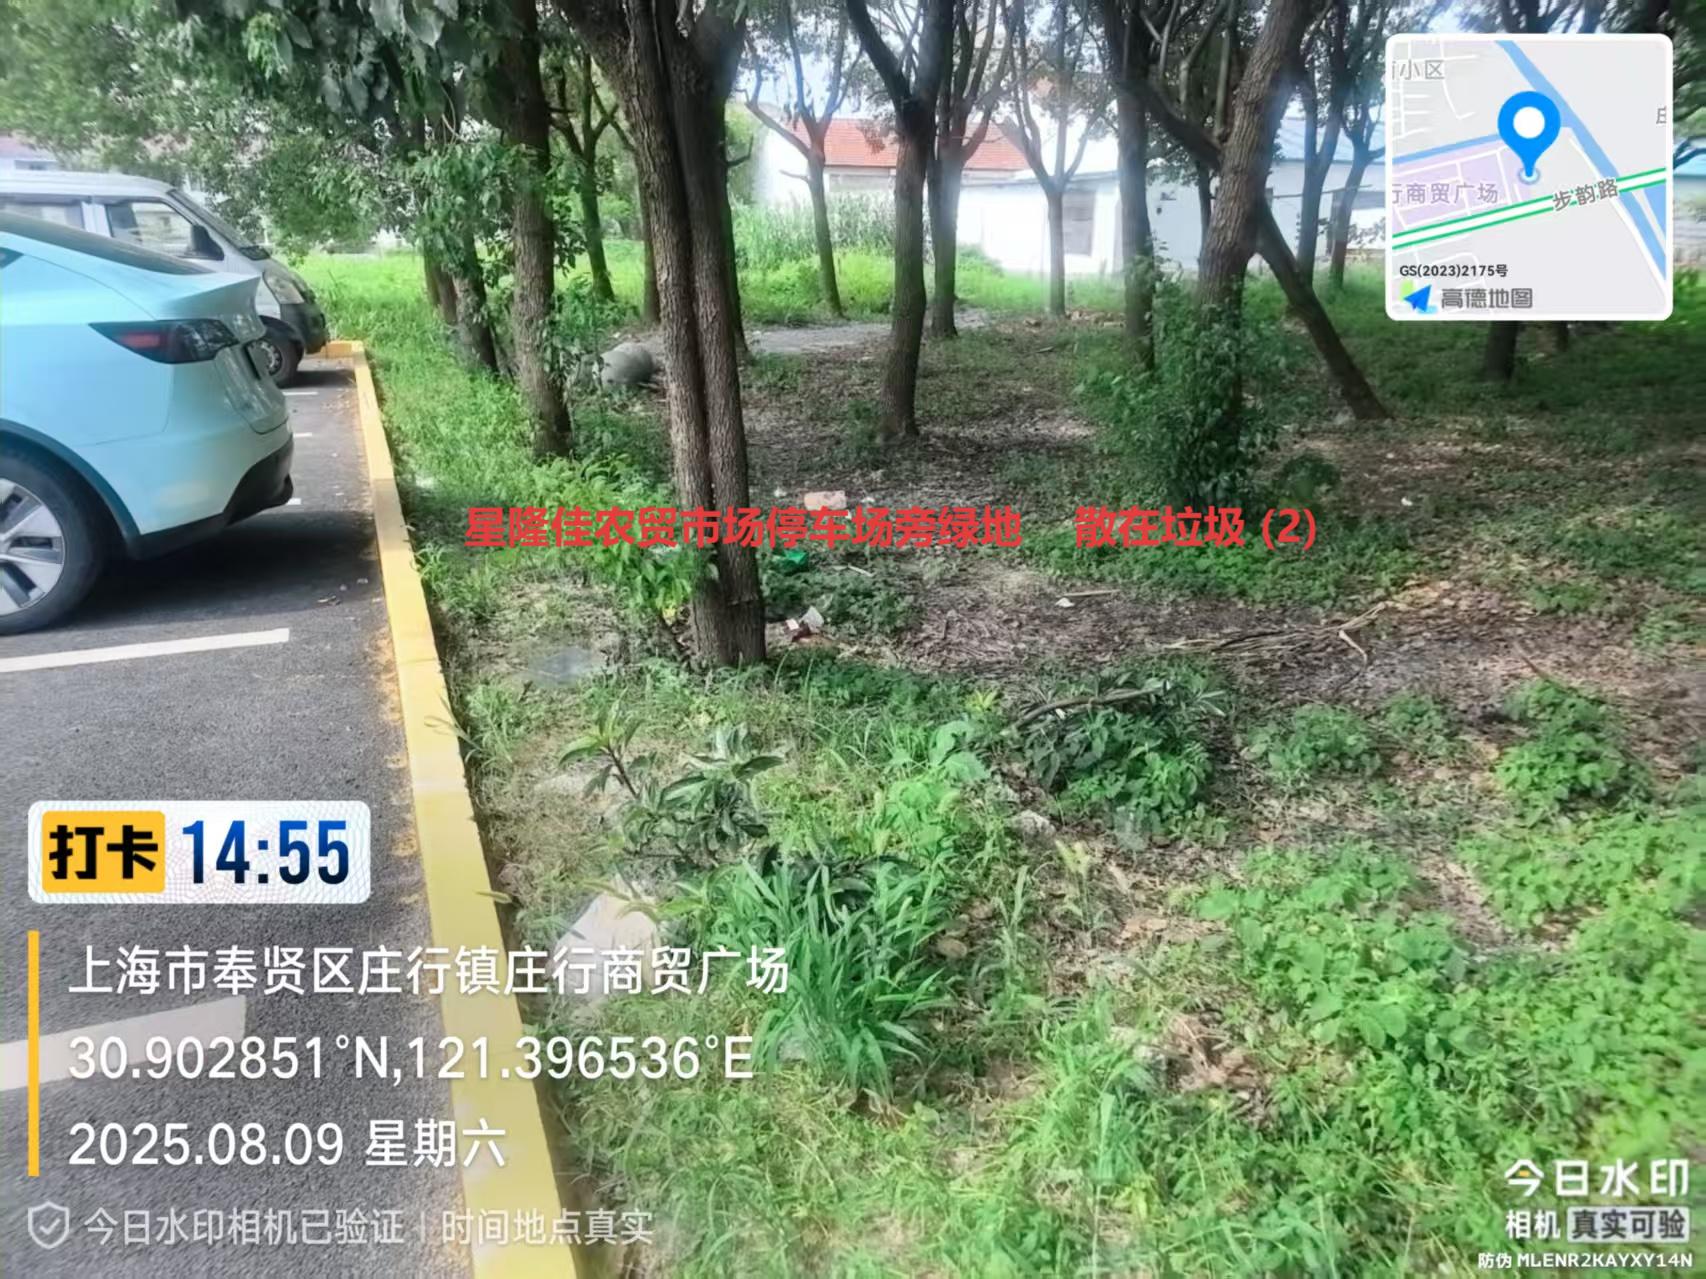 前小区
行商贸广场
步韵路
庄
GS(2023)2175号
高德地图
星隆佳农贸市场停车场旁绿地 散在垃圾 (2)
打卡 14:55
上海市奉贤区庄行镇庄行商贸广场
30.902851°N,121.396536°E
2025.08.09 星期六
今日水印相机已验证 | 时间地点真实
今日水印
相机 真实可验
防伪 MLENR2KAYXY14N